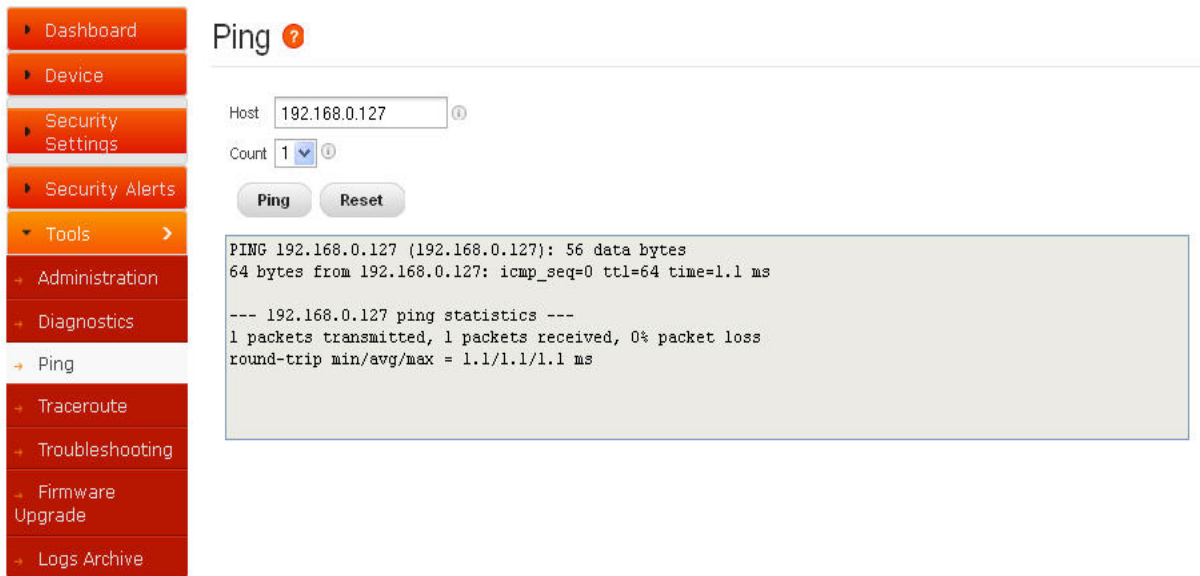 Dashboard
Device
Security
Settings
Security Alerts
Tools
Administration
Diagnostics
Ping
Traceroute
Troubleshooting
Firmware
Upgrade
Logs Archive
Ping ?
Host 192.168.0.127
Count 1
Ping Reset
PING 192.168.0.127 (192.168.0.127): 56 data bytes
64 bytes from 192.168.0.127: icmp_seq=0 ttl=64 time=1.1 ms
--- 192.168.0.127 ping statistics ---
1 packets transmitted, 1 packets received, 0% packet loss
round-trip min/avg/max = 1.1/1.1/1.1 ms